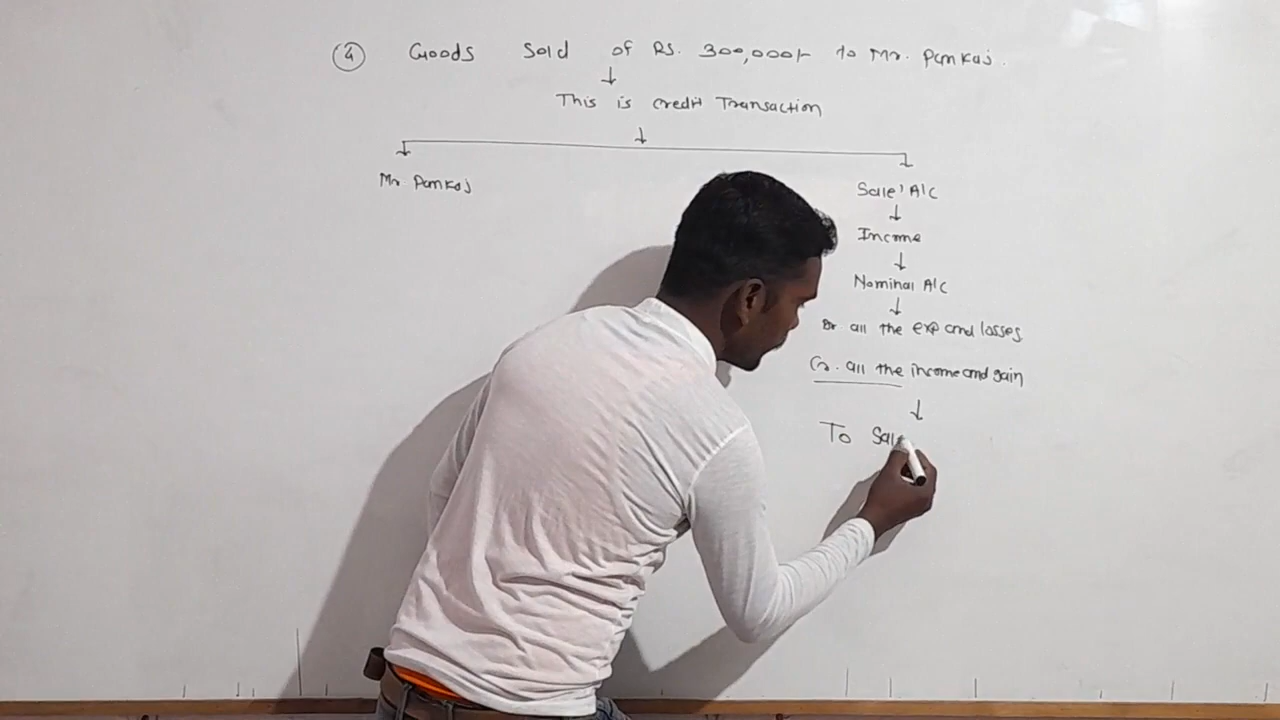 ④ Goods Sold of Rs. 300,000/- to Mr. Pankaj.
This is credit Transaction
Mr. Pankaj
Sale's A/C
Income
Nominal A/C
Dr all the exp and losses
Cr. all the income and gain
To Sale